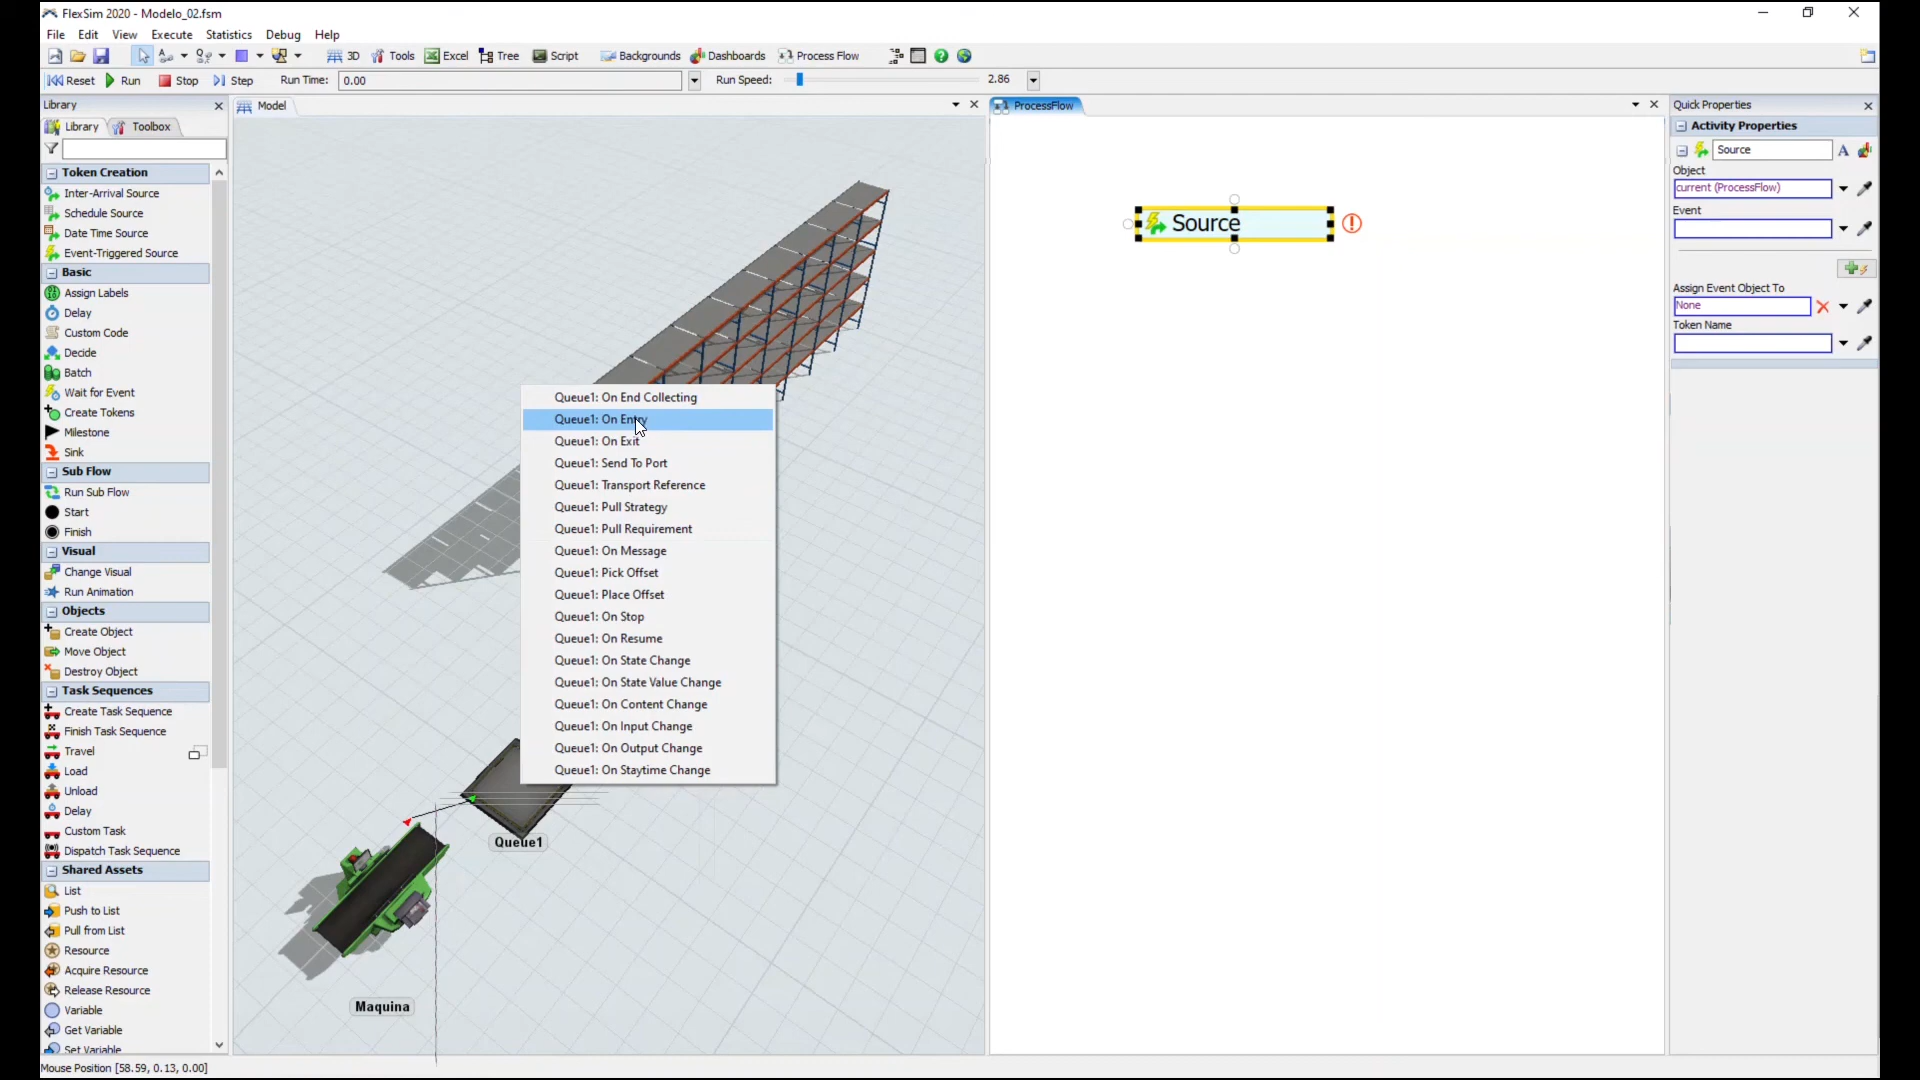 FlexSim 2020 - Modelo_02.fsm
File Edit View Execute Statistics Debug Help
3D Tools Excel Tree Script Backgrounds Dashboards Process Flow
Reset Run Stop Step Run Time: 0.00 Run Speed: 2.86
Library
Library Toolbox
Token Creation
Inter-Arrival Source
Schedule Source
Date Time Source
Event-Triggered Source
Basic
Assign Labels
Delay
Custom Code
Decide
Batch
Wait for Event
Create Tokens
Milestone
Sink
Sub Flow
Run Sub Flow
Start
Finish
Visual
Change Visual
Run Animation
Objects
Create Object
Move Object
Destroy Object
Task Sequences
Create Task Sequence
Finish Task Sequence
Travel
Load
Unload
Delay
Custom Task
Dispatch Task Sequence
Shared Assets
List
Push to List
Pull from List
Resource
Acquire Resource
Release Resource
Variable
Get Variable
Set Variable
Model
Queue1: On End Collecting
Queue1: On Entry
Queue1: On Exit
Queue1: Send To Port
Queue1: Transport Reference
Queue1: Pull Strategy
Queue1: Pull Requirement
Queue1: On Message
Queue1: Pick Offset
Queue1: Place Offset
Queue1: On Stop
Queue1: On Resume
Queue1: On State Change
Queue1: On State Value Change
Queue1: On Content Change
Queue1: On Input Change
Queue1: On Output Change
Queue1: On Staytime Change
Queue1
Maquina
ProcessFlow
Source
Quick Properties
Activity Properties
Source A
Object
current (ProcessFlow)
Event
Assign Event Object To
None
Token Name
Mouse Position [58.59, 0.13, 0.00]